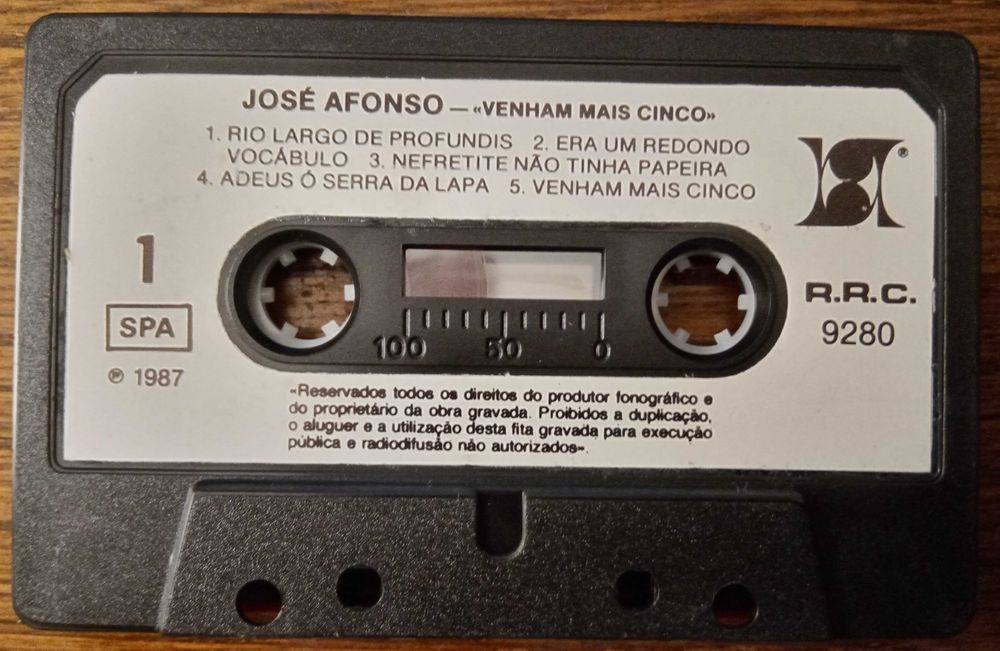 JOSÉ AFONSO — «VENHAM MAIS CINCO»
1. RIO LARGO DE PROFUNDIS 2. ERA UM REDONDO
VOCÁBULO 3. NEFRETITE NÃO TINHA PAPEIRA
4. ADEUS Ó SERRA DA LAPA 5. VENHAM MAIS CINCO
®
1
SPA
℗ 1987
R.R.C.
9280
100 50 0
«Reservados todos os direitos do produtor fonográfico e
do proprietário da obra gravada. Proibidos a duplicação,
o aluguer e a utilização desta fita gravada para execução
pública e radiodifusão não autorizados».